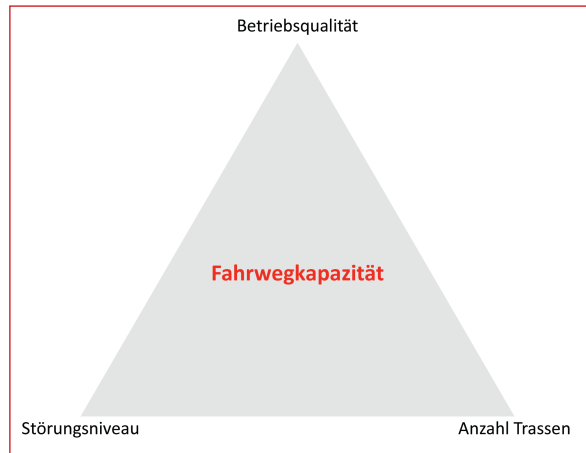 Betriebsqualität
Fahrwegkapazität
Störungsniveau
Anzahl Trassen